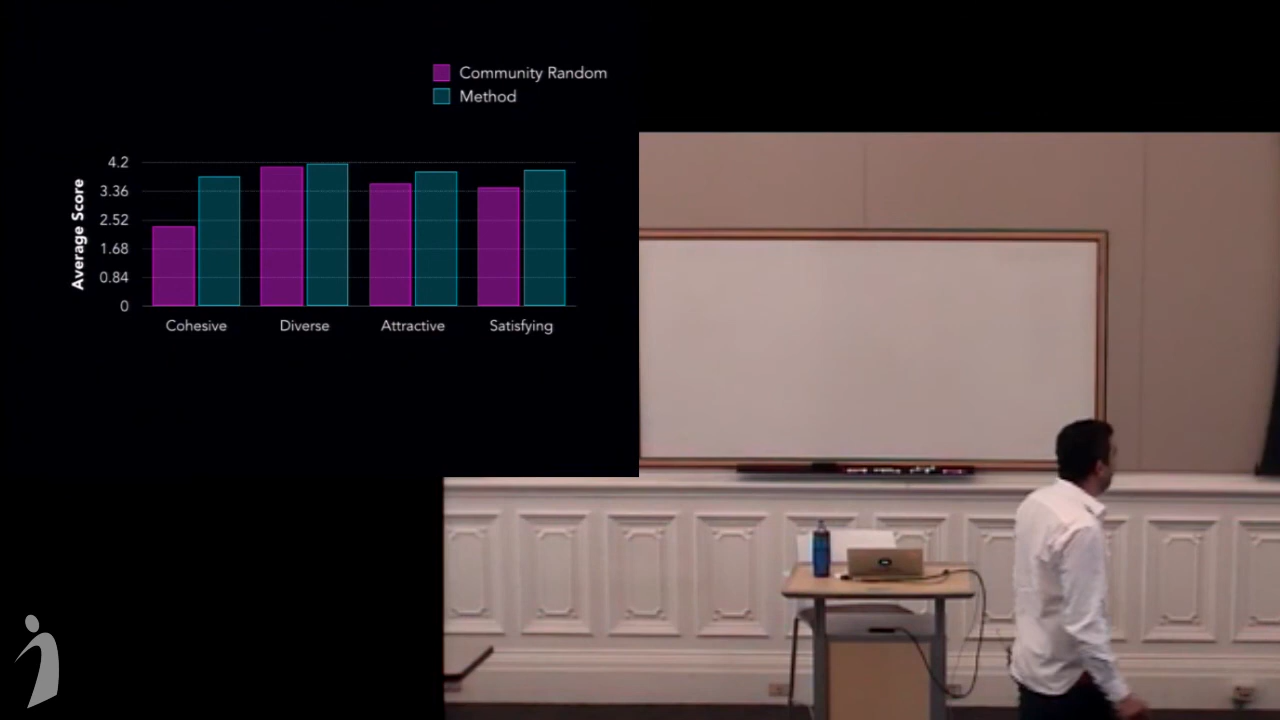 Community Random
Method
4.2
3.36
2.52
1.68
0.84
0
Average Score
Cohesive Diverse Attractive Satisfying